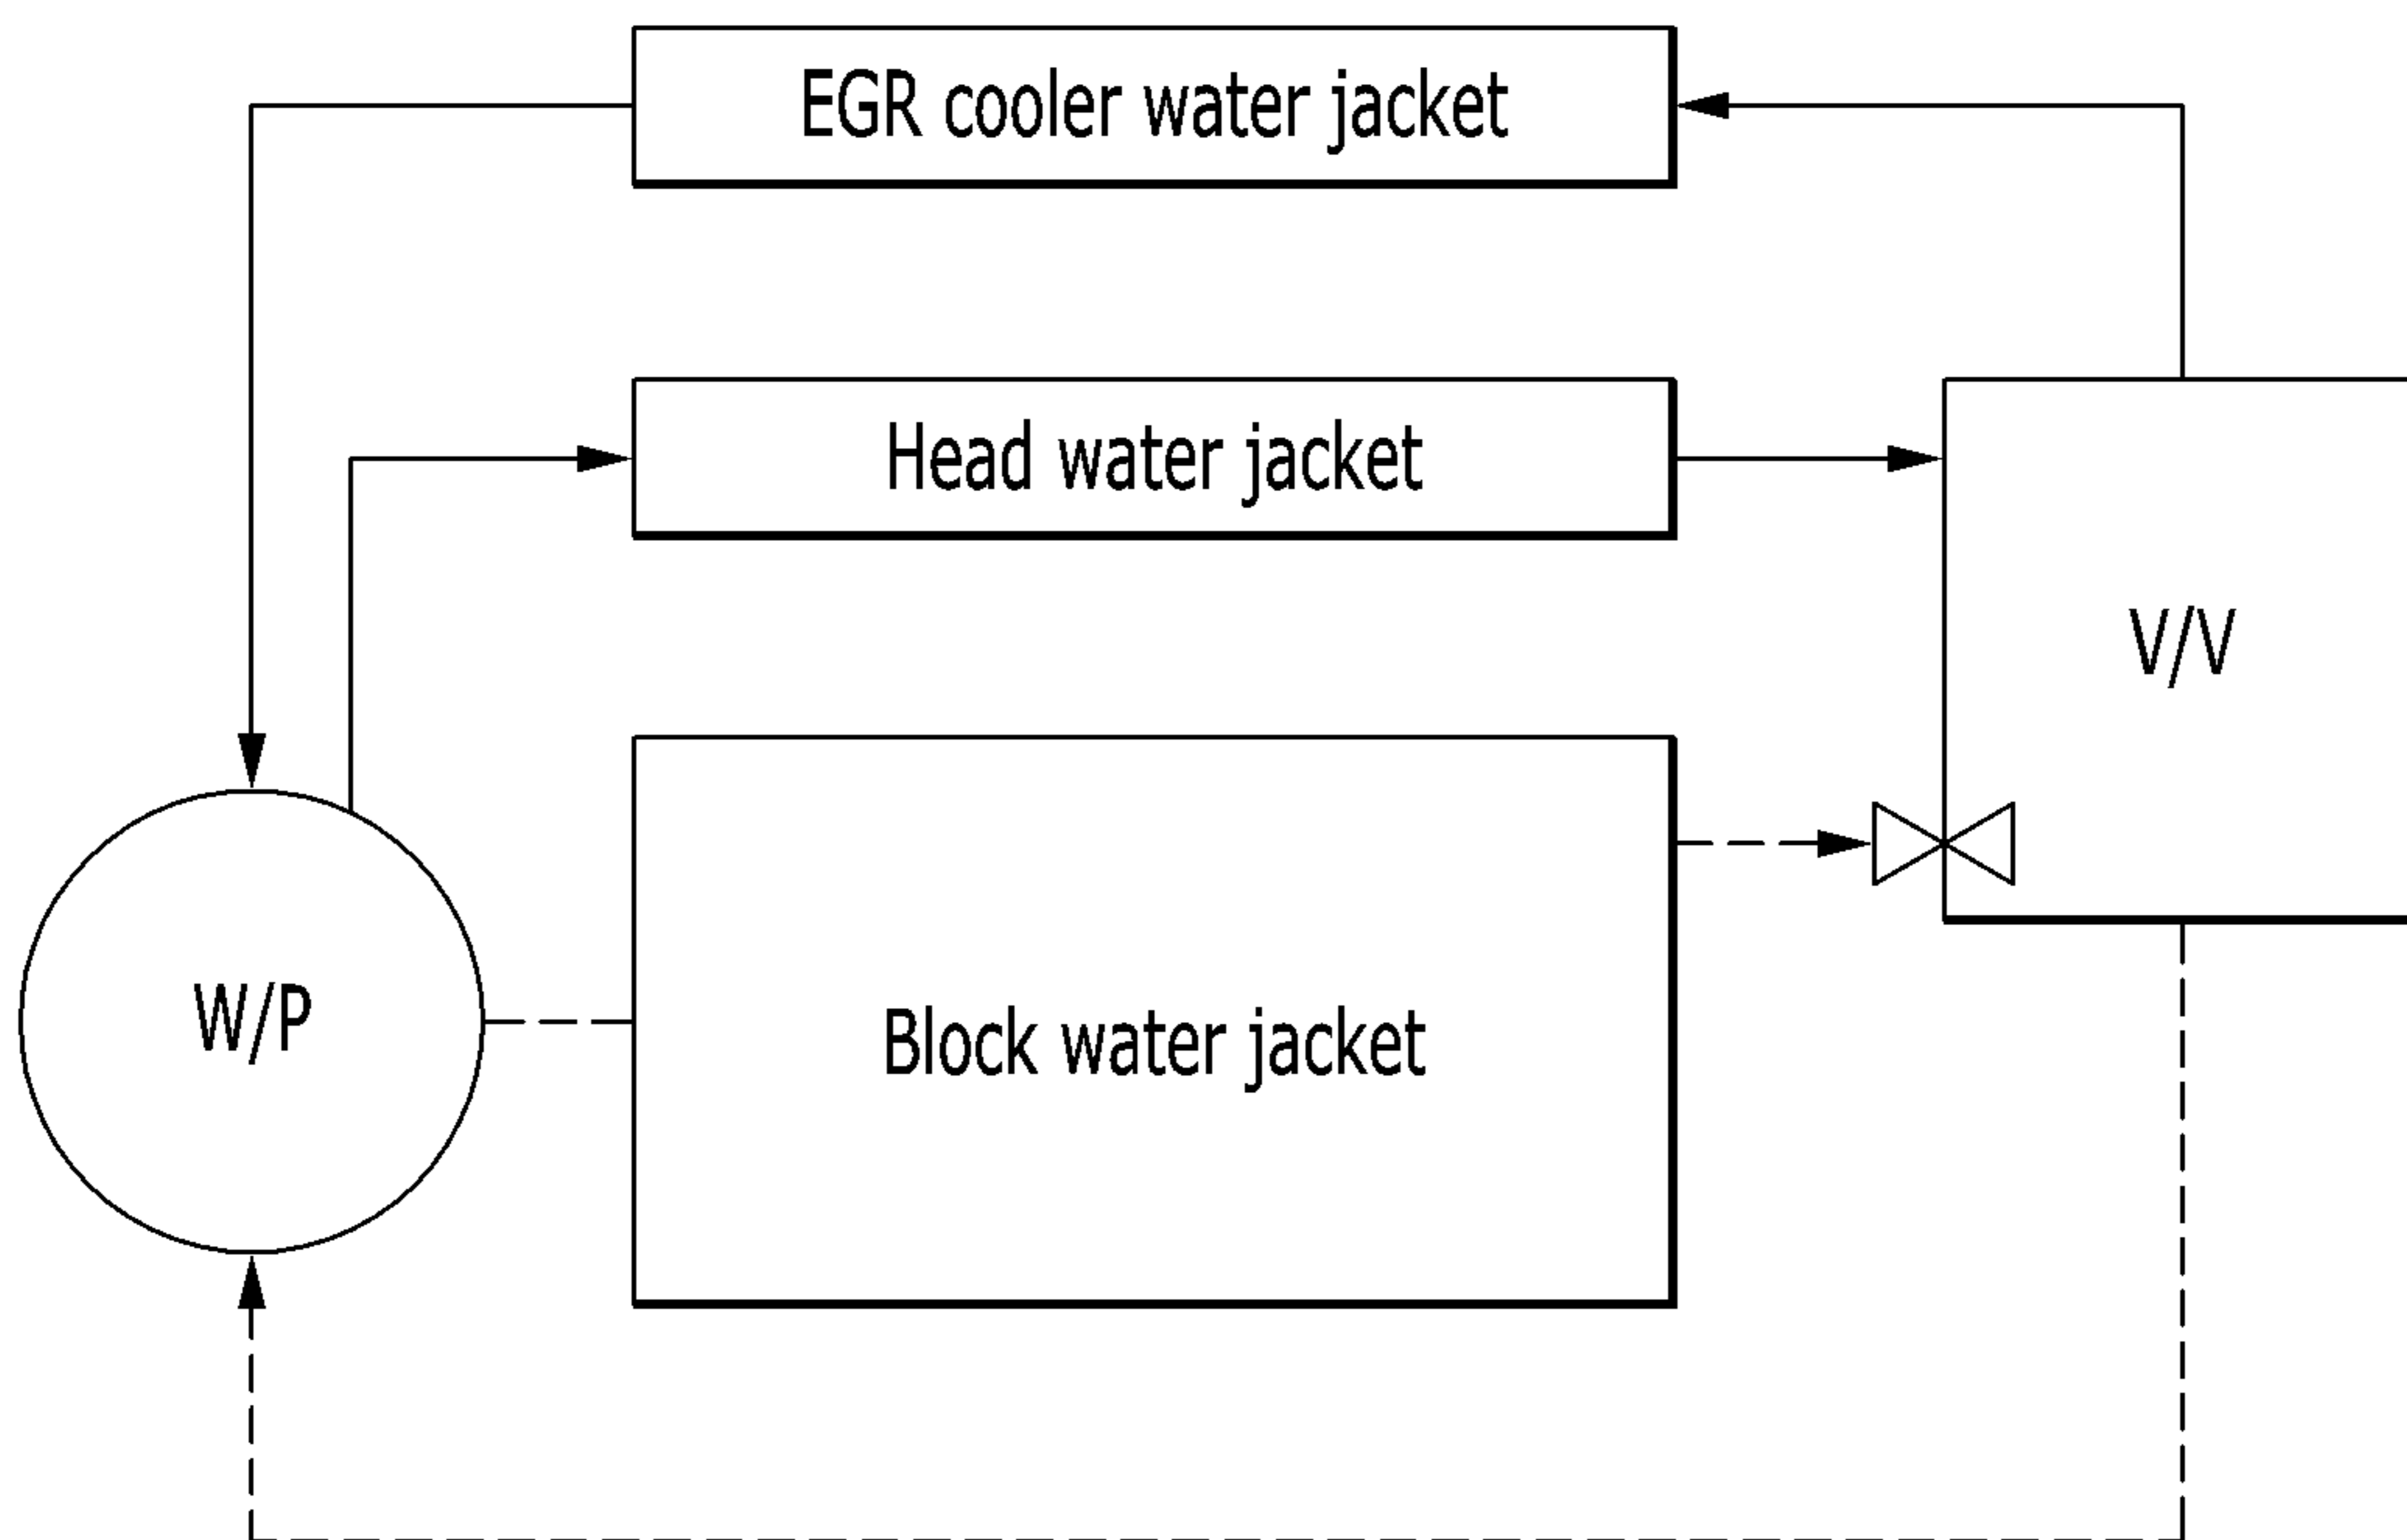 EGR cooler water jacket
Head water jacket
V/V
W/P
Block water jacket